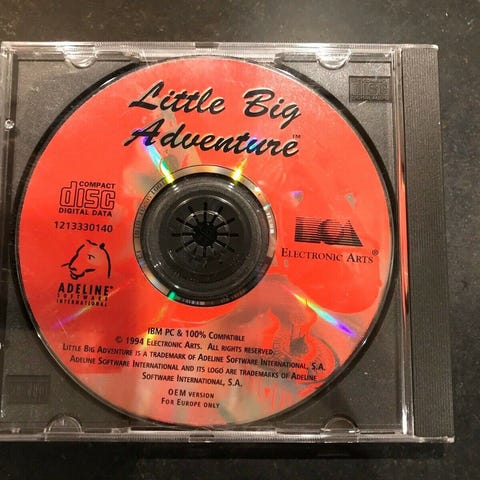 Little Big
Adventure™
COMPACT
disc
DIGITAL DATA
1213330140
ELECTRONIC ARTS®
ADELINE®
SOFTWARE
INTERNATIONAL
IBM PC & 100% COMPATIBLE
© 1994 ELECTRONIC ARTS. ALL RIGHTS RESERVED
LITTLE BIG ADVENTURE IS A TRADEMARK OF ADELINE SOFTWARE INTERNATIONAL, S.A.
ADELINE SOFTWARE INTERNATIONAL AND ITS LOGO ARE TRADEMARKS OF ADELINE
SOFTWARE INTERNATIONAL, S.A.
OEM VERSION
FOR EUROPE ONLY